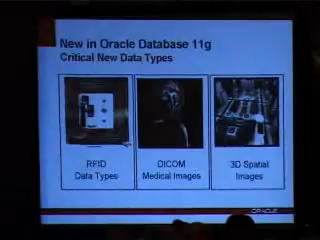 New in Oracle Database 11g
Critical New Data Types
RFID
Data Types
DICOM
Medical Images
3D Spatial
Images
ORACLE